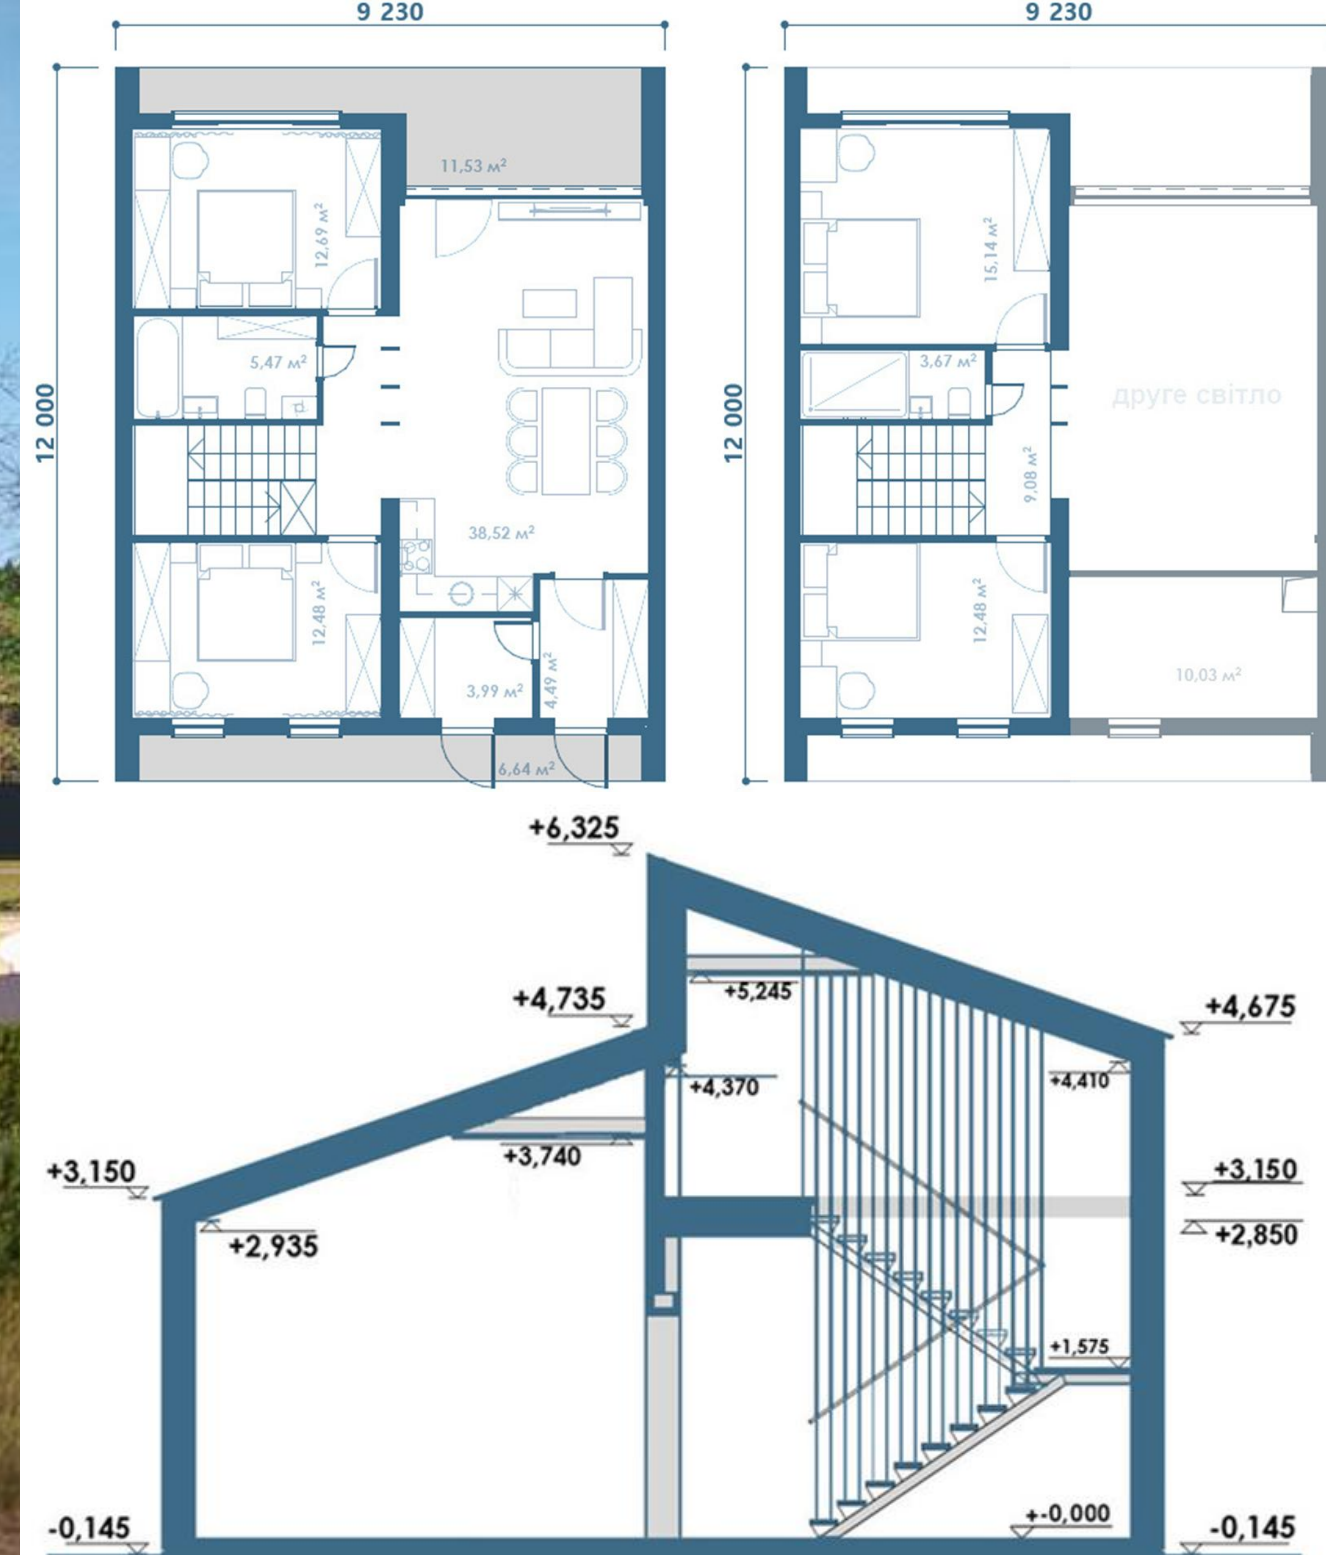 9 230
9 230
12 000
11,53 м²
12,69 м²
5,47 м²
38,52 м²
12,48 м²
3,99 м²
4,49 м²
6,64 м²
12 000
15,14 м²
3,67 м²
друге світло
9,08 м²
12,48 м²
10,03 м²
+6,325
+5,245
+4,735
+4,675
+4,370
+4,410
+3,740
+3,150
+3,150
+2,935
+2,850
+1,575
+-0,000
-0,145
-0,145